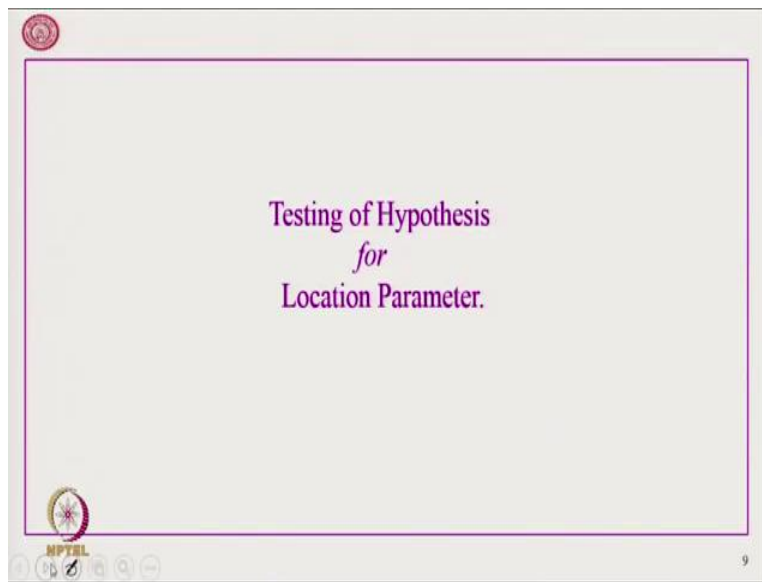 Testing of Hypothesis
for
Location Parameter.
NPTEL
9